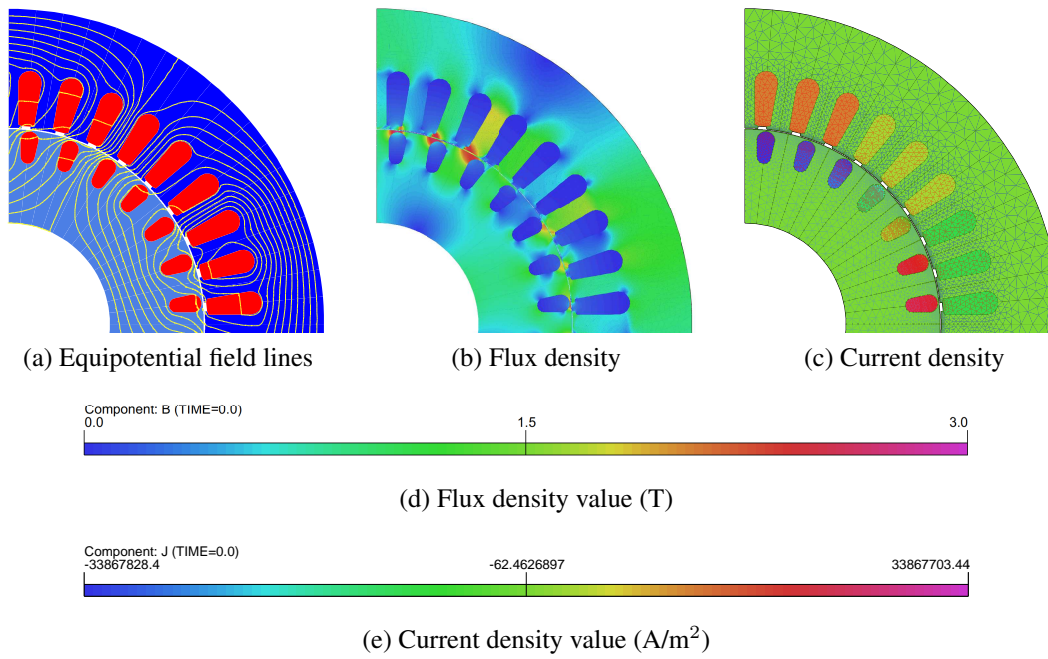 (a) Equipotential field lines
(b) Flux density
(c) Current density
Component: B (TIME=0.0)
0.0 1.5 3.0
(d) Flux density value (T)
Component: J (TIME=0.0)
-33867828.4 -62.4626897 33867703.44
(e) Current density value (A/m²)